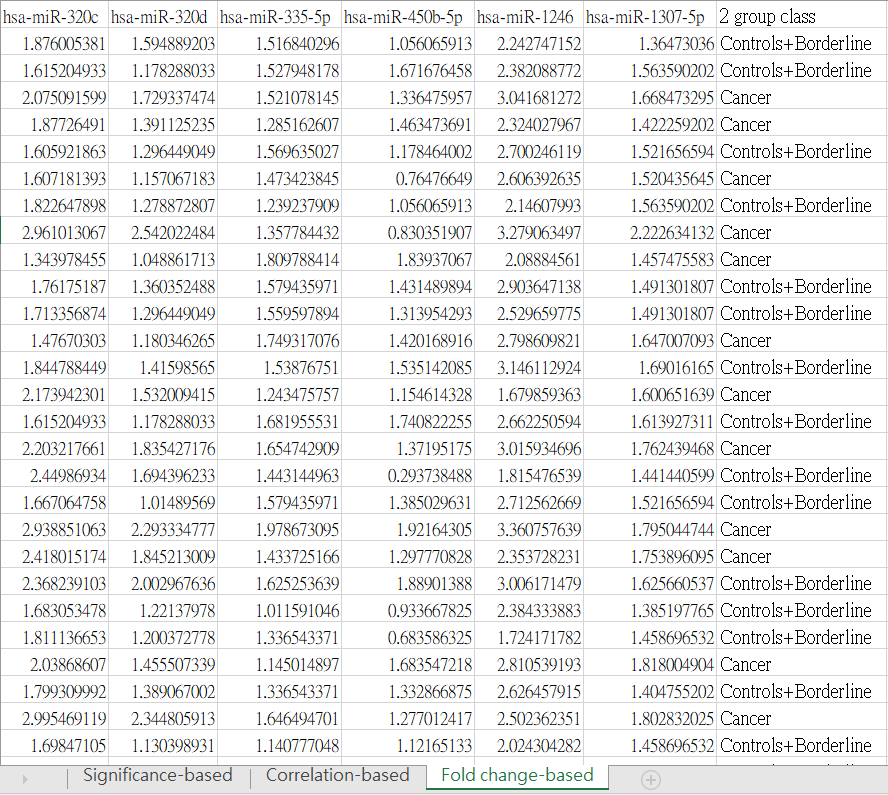 hsa-miR-320c hsa-miR-320d hsa-miR-335-5p hsa-miR-450b-5p hsa-miR-1246 hsa-miR-1307-5p 2 group class
1.876005381 1.594889203 1.516840296 1.056065913 2.242747152 1.36473036 Controls+Borderline
1.615204933 1.178288033 1.527948178 1.671676458 2.382088772 1.563590202 Controls+Borderline
2.075091599 1.729337474 1.521078145 1.336475957 3.041681272 1.668473295 Cancer
1.87726491 1.391125235 1.285162607 1.463473691 2.324027967 1.422259202 Cancer
1.605921863 1.296449049 1.569635027 1.178464002 2.700246119 1.521656594 Controls+Borderline
1.607181393 1.157067183 1.473423845 0.76476649 2.606392635 1.520435645 Cancer
1.822647898 1.278872807 1.239237909 1.056065913 2.14607993 1.563590202 Controls+Borderline
2.961013067 2.542022484 1.357784432 0.830351907 3.279063497 2.222634132 Cancer
1.343978455 1.048861713 1.809788414 1.83937067 2.08884561 1.457475583 Cancer
1.76175187 1.360352488 1.579435971 1.431489894 2.903647138 1.491301807 Controls+Borderline
1.713356874 1.296449049 1.559597894 1.313954293 2.529659775 1.491301807 Controls+Borderline
1.47670303 1.180346265 1.749317076 1.420168916 2.798609821 1.647007093 Cancer
1.844788449 1.41598565 1.53876751 1.535142085 3.146112924 1.69016165 Controls+Borderline
2.173942301 1.532009415 1.243475757 1.154614328 1.679859363 1.600651639 Cancer
1.615204933 1.178288033 1.681955531 1.740822255 2.662250594 1.613927311 Controls+Borderline
2.203217661 1.835427176 1.654742909 1.37195175 3.015934696 1.762439468 Cancer
2.44986934 1.694396233 1.443144963 0.293738488 1.815476539 1.441440599 Controls+Borderline
1.667064758 1.01489569 1.579435971 1.385029631 2.712562669 1.521656594 Controls+Borderline
2.938851063 2.293334777 1.978673095 1.92164305 3.360757639 1.795044744 Cancer
2.418015174 1.845213009 1.433725166 1.297770828 2.353728231 1.753896095 Cancer
2.368239103 2.002967636 1.625253639 1.88901388 3.006171479 1.625660537 Controls+Borderline
1.683053478 1.22137978 1.011591046 0.933667825 2.384333883 1.385197765 Controls+Borderline
1.811136653 1.200372778 1.336543371 0.683586325 1.724171782 1.458696532 Controls+Borderline
2.03868607 1.455507339 1.145014897 1.683547218 2.810539193 1.818004904 Cancer
1.799309992 1.389067002 1.336543371 1.332866875 2.626457915 1.404755202 Controls+Borderline
2.995469119 2.344805913 1.646494701 1.277012417 2.502362351 1.802832025 Cancer
1.69847105 1.130398931 1.140777048 1.12165133 2.024304282 1.458696532 Controls+Borderline
Significance-based Correlation-based Fold change-based